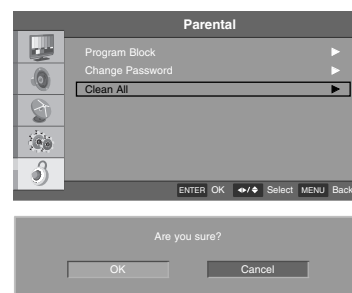 Parental
Program Block
Change Password
Clean All
ENTER OK Select MENU Back
Are you sure?
OK Cancel